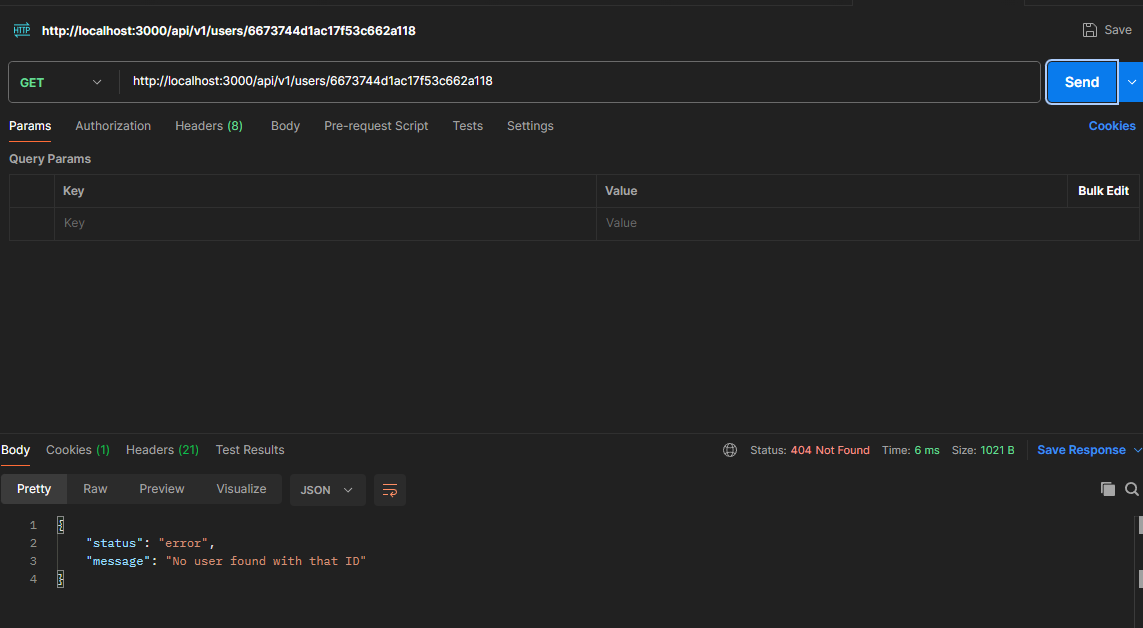 HTTP http://localhost:3000/api/v1/users/6673744d1ac17f53c662a118 Save
GET http://localhost:3000/api/v1/users/6673744d1ac17f53c662a118 Send
Params Authorization Headers (8) Body Pre-request Script Tests Settings Cookies
Query Params
Key Value Bulk Edit
Key Value
Body Cookies (1) Headers (21) Test Results Status: 404 Not Found Time: 6 ms Size: 1021 B Save Response
Pretty Raw Preview Visualize JSON
1 {
2 "status": "error",
3 "message": "No user found with that ID"
4 }